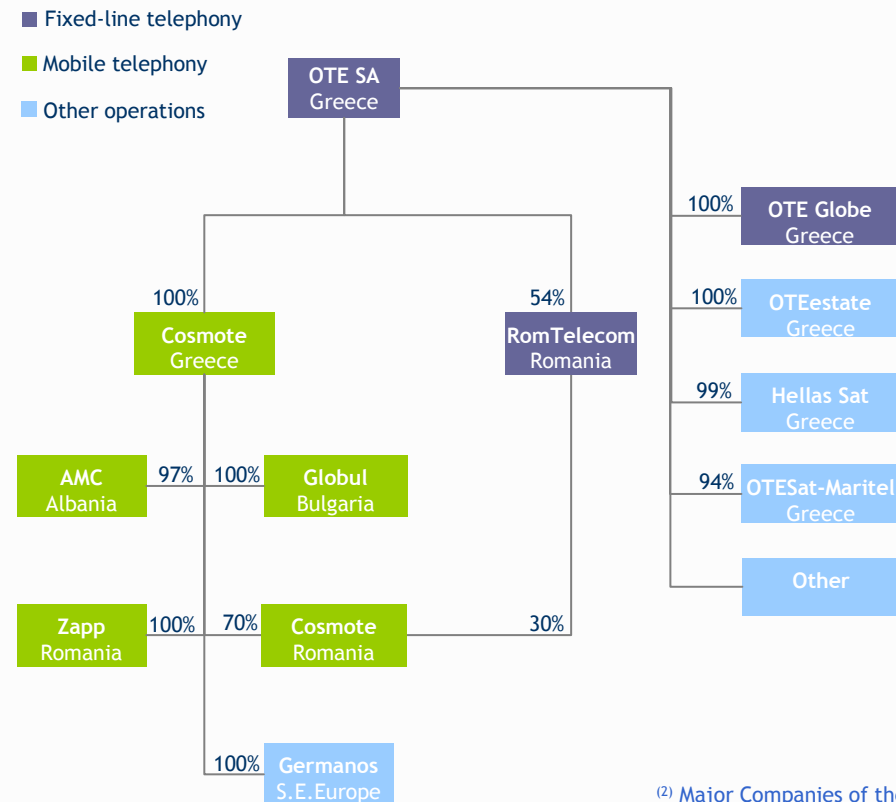 Fixed-line telephony
Mobile telephony
Other operations
OTE SA
Greece
100%
OTE Globe
Greece
100%
OTEestate
Greece
99%
Hellas Sat
Greece
94%
OTESat-Maritel
Greece
Other
100%
Cosmote
Greece
54%
RomTelecom
Romania
AMC
Albania
97%
100%
Globul
Bulgaria
Zapp
Romania
100%
70%
Cosmote
Romania
30%
100%
Germanos
S.E.Europe
(2) Major Companies of the